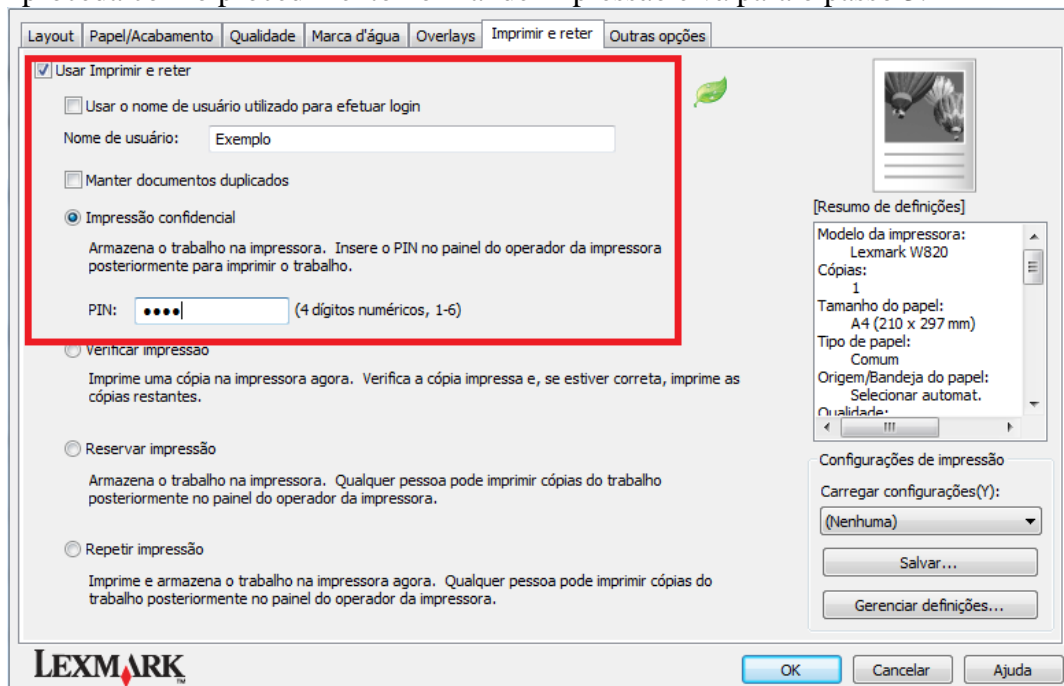 Layout Papel/Acabamento Qualidade Marca d'água Overlays Imprimir e reter Outras opções
Usar Imprimir e reter
Usar o nome de usuário utilizado para efetuar login
Nome de usuário: Exemplo
Manter documentos duplicados
Impressão confidencial
Armazena o trabalho na impressora. Insere o PIN no painel do operador da impressora
posteriormente para imprimir o trabalho.
PIN: •••• (4 dígitos numéricos, 1-6)
Verificar impressão
Imprime uma cópia na impressora agora. Verifica a cópia impressa e, se estiver correta, imprime as
cópias restantes.
Reservar impressão
Armazena o trabalho na impressora. Qualquer pessoa pode imprimir cópias do trabalho
posteriormente no painel do operador da impressora.
Repetir impressão
Imprime e armazena o trabalho na impressora agora. Qualquer pessoa pode imprimir cópias do
trabalho posteriormente no painel do operador da impressora.
[Resumo de definições]
Modelo da impressora:
Lexmark W820
Cópias:
1
Tamanho do papel:
A4 (210 x 297 mm)
Tipo de papel:
Comum
Origem/Bandeja do papel:
Selecionar automat.
Qualidade:
Configurações de impressão
Carregar configurações(Y):
(Nenhuma)
Salvar...
Gerenciar definições...
LEXMARK™
OK Cancelar Ajuda